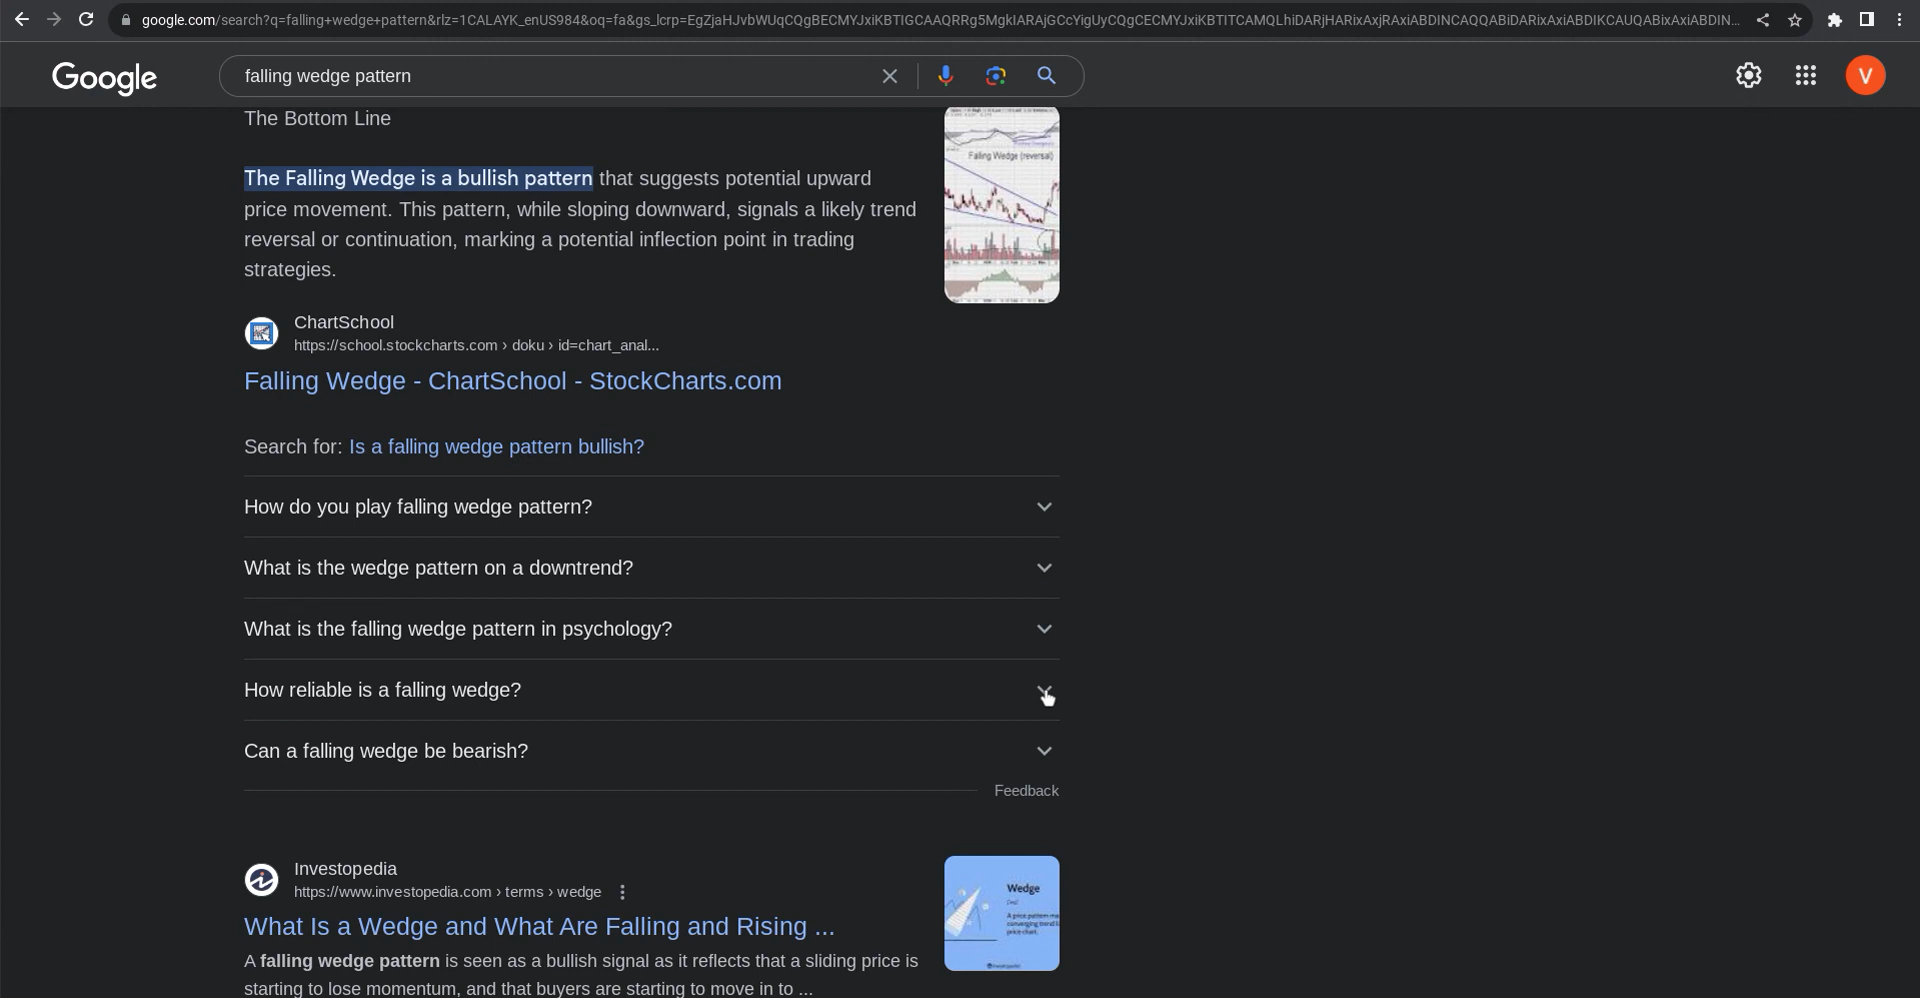 google.com/search?q=falling+wedge+pattern&rlz=1CALAYK_enUS984&oq=fa&gs_lcrp=EgZjaHJvbWUqCQgBECMYJxiKBTIGCAAQRRg5MgkIARAjGCcYigUyCQgCECMYJxiKBTITCAMQLhiDARjHARixAxjRAxiABDINCAQQABiDARixAxiABDIKCAUQABixAxiABDIN...
Google
falling wedge pattern
V
The Bottom Line
Falling Wedge (reversal)
The Falling Wedge is a bullish pattern that suggests potential upward
price movement. This pattern, while sloping downward, signals a likely trend
reversal or continuation, marking a potential inflection point in trading
strategies.
ChartSchool
https://school.stockcharts.com › doku › id=chart_anal...
Falling Wedge - ChartSchool - StockCharts.com
Search for: Is a falling wedge pattern bullish?
How do you play falling wedge pattern?
What is the wedge pattern on a downtrend?
What is the falling wedge pattern in psychology?
How reliable is a falling wedge?
Can a falling wedge be bearish?
Feedback
Investopedia
https://www.investopedia.com › terms › wedge
What Is a Wedge and What Are Falling and Rising ...
A falling wedge pattern is seen as a bullish signal as it reflects that a sliding price is
starting to lose momentum, and that buyers are starting to move in to ...
Wedge
A price pattern ma
converging trend l
price chart.